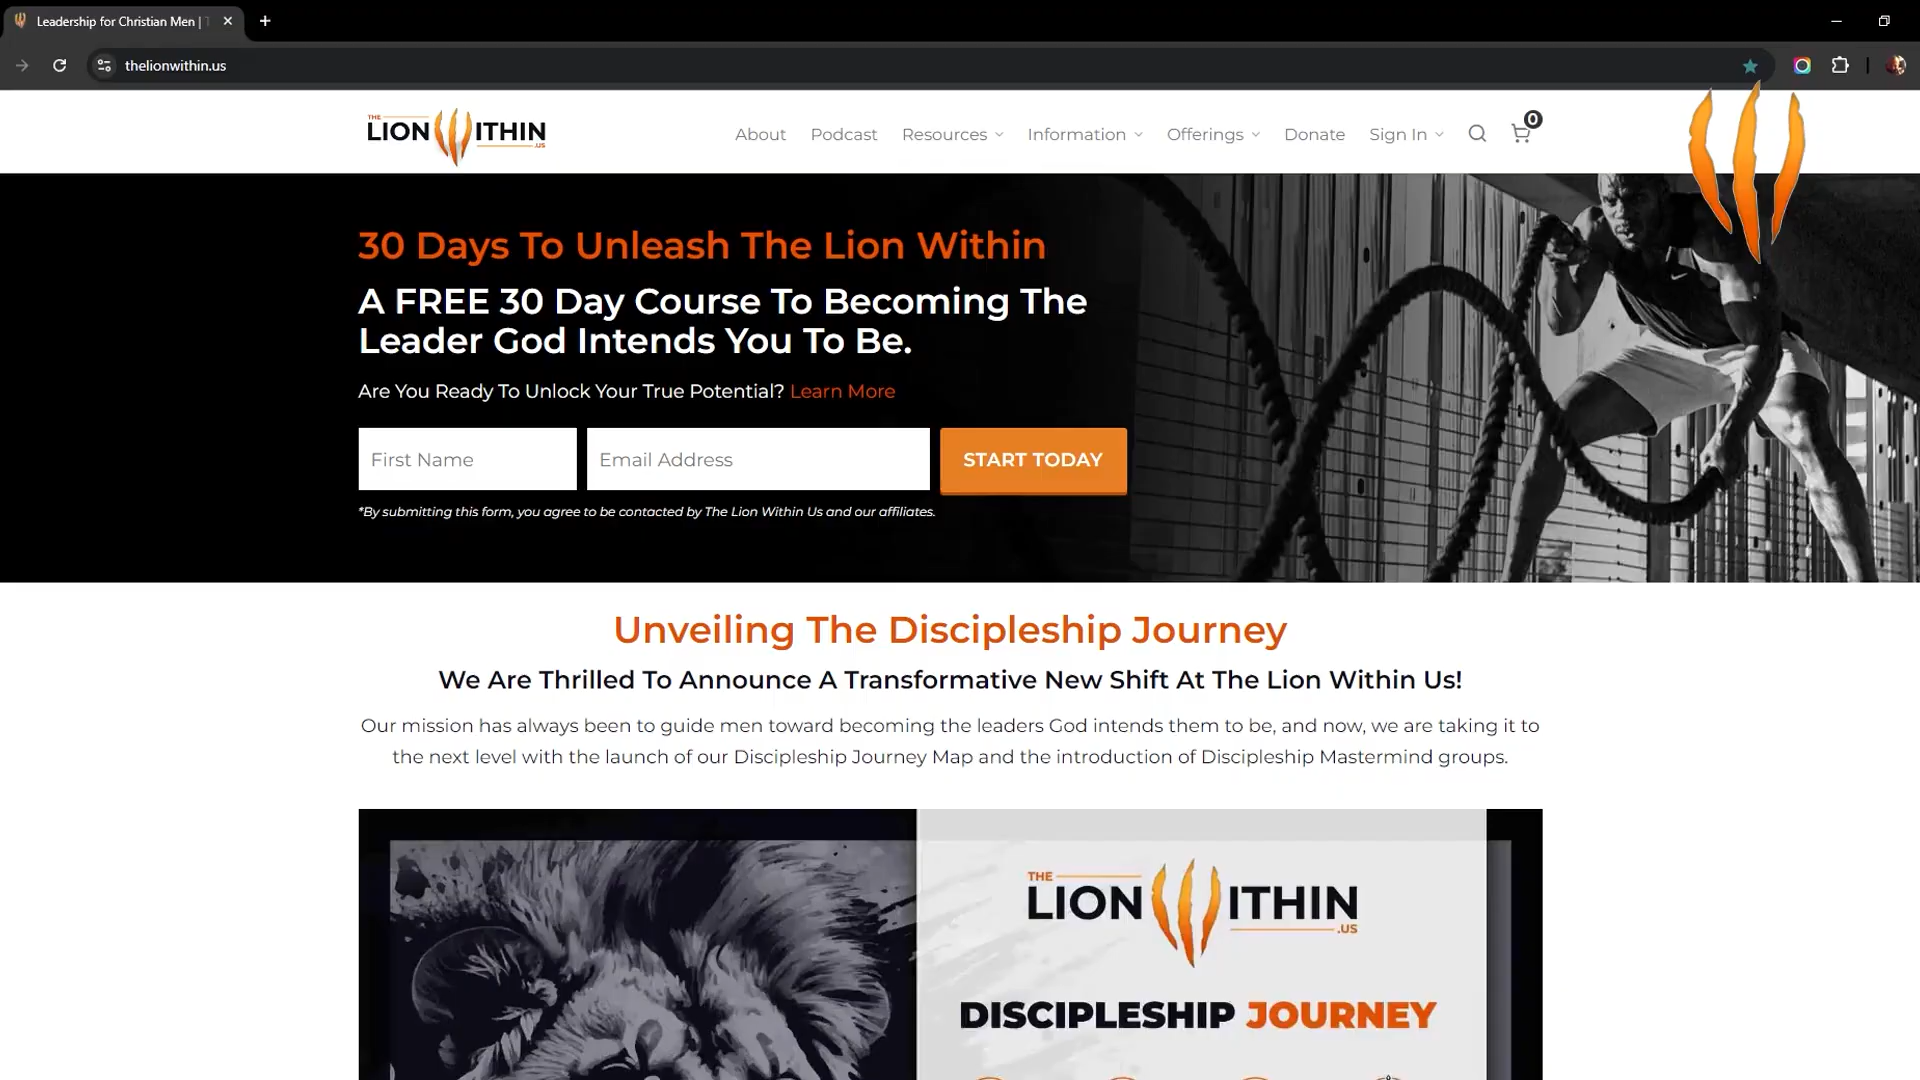 Leadership for Christian Men |
thelionwithin.us
THE
LION ITHIN
.US
About Podcast Resources Information Offerings Donate Sign In 0
30 Days To Unleash The Lion Within
A FREE 30 Day Course To Becoming The
Leader God Intends You To Be.
Are You Ready To Unlock Your True Potential? Learn More
First Name Email Address START TODAY
*By submitting this form, you agree to be contacted by The Lion Within Us and our affiliates.
Unveiling The Discipleship Journey
We Are Thrilled To Announce A Transformative New Shift At The Lion Within Us!
Our mission has always been to guide men toward becoming the leaders God intends them to be, and now, we are taking it to
the next level with the launch of our Discipleship Journey Map and the introduction of Discipleship Mastermind groups.
THE
LION ITHIN
.US
DISCIPLESHIP JOURNEY